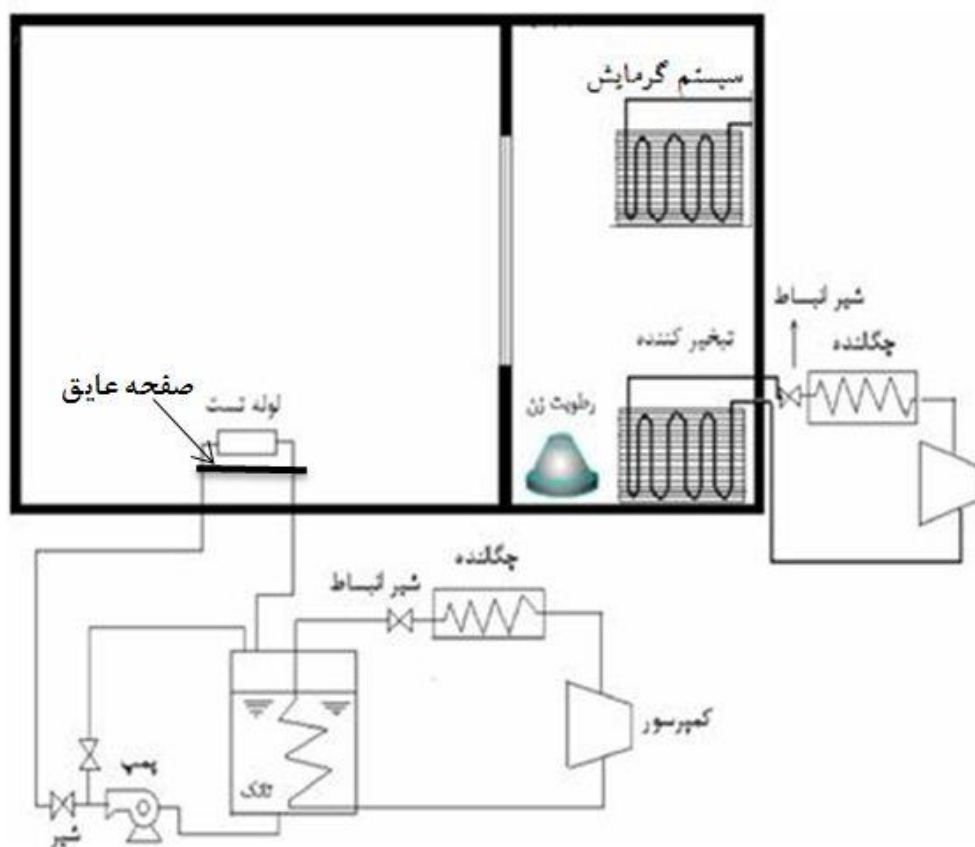 سیستم گرمایش
شیر انبساط
چگالنده
تبخیر کننده
رطوبت زن
صفحه عایق
لوله تست
چگالنده
شیر انبساط
کمپرسور
تانک
پمپ
شیر